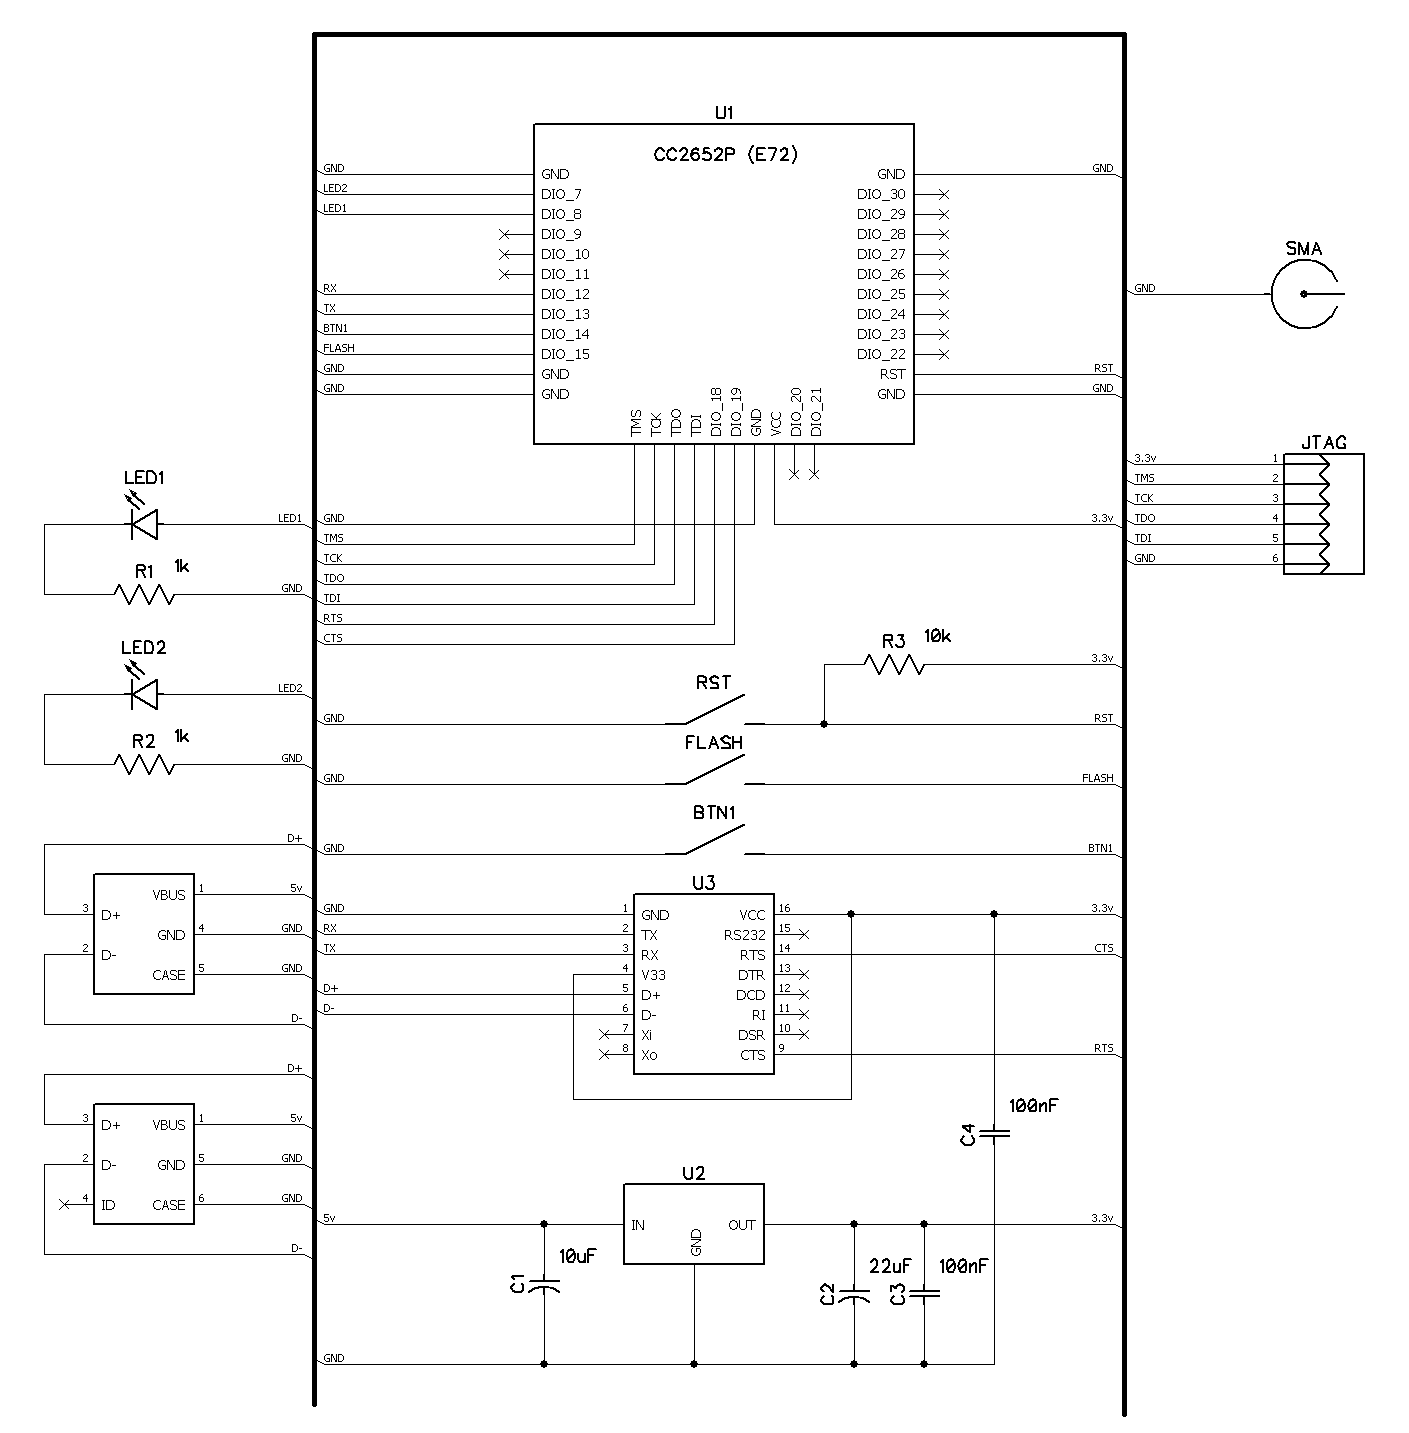 U1
CC2652P (E72)
GND GND GND GND
LED2 DIO_7 DIO_30
LED1 DIO_8 DIO_29
DIO_9 DIO_28
DIO_10 DIO_27
DIO_11 DIO_26
RX DIO_12 DIO_25
TX DIO_13 DIO_24
BTN1 DIO_14 DIO_23
FLASH DIO_15 DIO_22
GND GND RST RST
GND GND GND GND
TMS TCK TDO TDI DIO_18 DIO_19 GND VCC DIO_20 DIO_21
SMA
GND
JTAG
3.3v 1
TMS 2
TCK 3
TDO 4
TDI 5
GND 6
LED1
LED1
R1 1k
GND
GND 3.3v
TMS
TCK
TDO
TDI
RTS
CTS
LED2
LED2
R2 1k
GND
R3 10k 3.3v
RST
GND RST
FLASH
GND FLASH
BTN1
GND BTN1
D+
VBUS 1 5v
3 D+
GND 4 GND
2 D-
CASE 5 GND
D-
U3
GND 1 GND VCC 16 3.3v
RX 2 TX RS232 15
TX 3 RX RTS 14 CTS
4 V33 DTR 13
D+ 5 D+ DCD 12
D- 6 D- RI 11
7 Xi DSR 10
8 Xo CTS 9 RTS
D+
3 D+ VBUS 1 5v
2 D- GND 5 GND
4 ID CASE 6 GND
D-
C4 100nF
U2
5v IN OUT 3.3v
GND
C1 10uF
C2 22uF
C3 100nF
GND